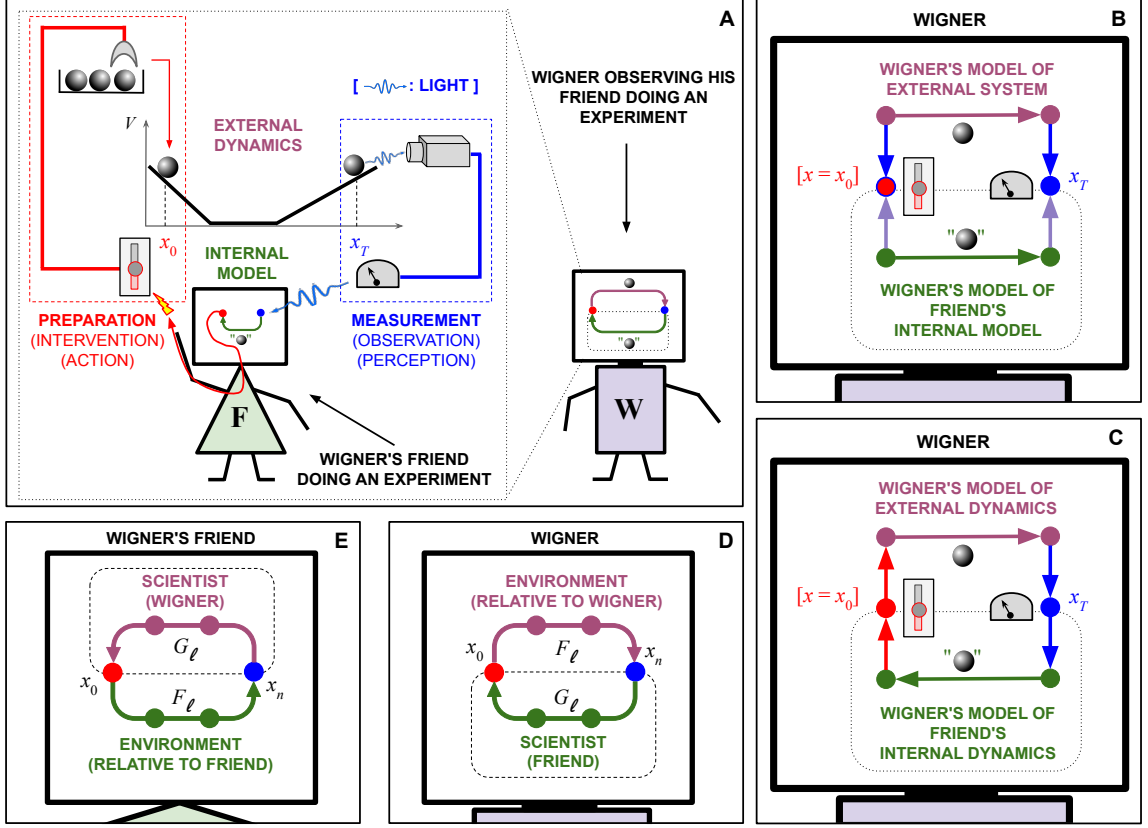 A
[ : LIGHT ]
V
EXTERNAL
DYNAMICS
x0
xT
INTERNAL
MODEL
"    "
PREPARATION
(INTERVENTION)
(ACTION)
MEASUREMENT
(OBSERVATION)
(PERCEPTION)
F
WIGNER'S FRIEND
DOING AN EXPERIMENT
WIGNER OBSERVING HIS
FRIEND DOING AN
EXPERIMENT
"    "
W
WIGNER
B
WIGNER'S MODEL OF
EXTERNAL SYSTEM
[x = x0]
xT
"    "
WIGNER'S MODEL OF
FRIEND'S
INTERNAL MODEL
WIGNER
C
WIGNER'S MODEL OF
EXTERNAL DYNAMICS
[x = x0]
xT
"    "
WIGNER'S MODEL OF
FRIEND'S
INTERNAL DYNAMICS
WIGNER'S FRIEND
E
SCIENTIST
(WIGNER)
Gℓ
x0
xn
Fℓ
ENVIRONMENT
(RELATIVE TO FRIEND)
WIGNER
D
ENVIRONMENT
(RELATIVE TO WIGNER)
x0
Fℓ
xn
Gℓ
SCIENTIST
(FRIEND)